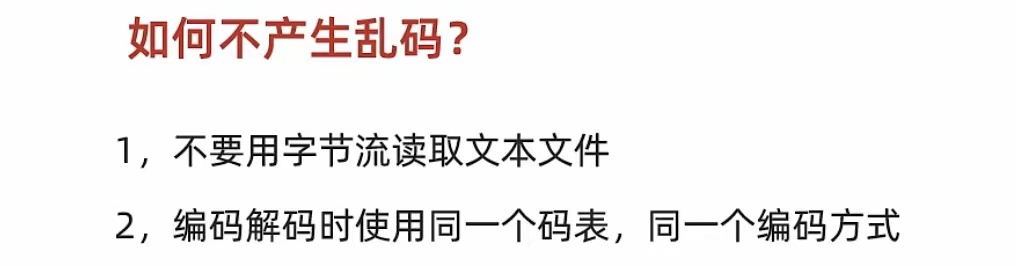 如何不产生乱码？
1，不要用字节流读取文本文件
2，编码解码时使用同一个码表，同一个编码方式